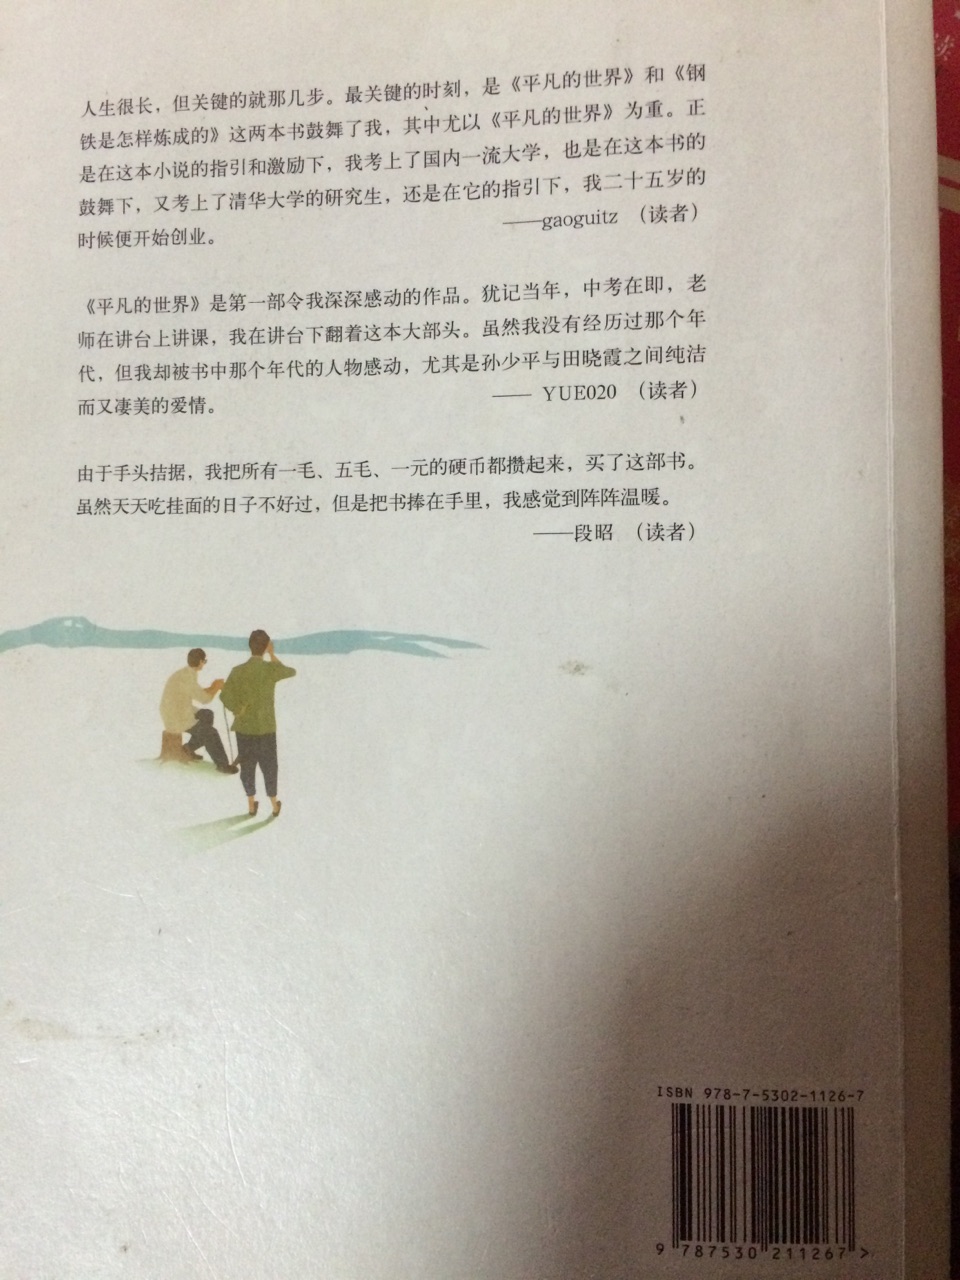 人生很长，但关键的就那几步。最关键的时刻，是《平凡的世界》和《钢
铁是怎样炼成的》这两本书鼓舞了我，其中尤以《平凡的世界》为重。正
是在这本小说的指引和激励下，我考上了国内一流大学，也是在这本书的
鼓舞下，又考上了清华大学的研究生，还是在它的指引下，我二十五岁的
时候便开始创业。 ——gaoguitz （读者）
《平凡的世界》是第一部令我深深感动的作品。犹记当年，中考在即，老
师在讲台上讲课，我在讲台下翻着这本大部头。虽然我没有经历过那个年
代，但我却被书中那个年代的人物感动，尤其是孙少平与田晓霞之间纯洁
而又凄美的爱情。 —— YUE020 （读者）
由于手头拮据，我把所有一毛、五毛、一元的硬币都攒起来，买了这部书。
虽然天天吃挂面的日子不好过，但是把书捧在手里，我感觉到阵阵温暖。
——段昭 （读者）
ISBN 978-7-5302-1126-7
9 787530 211267 >